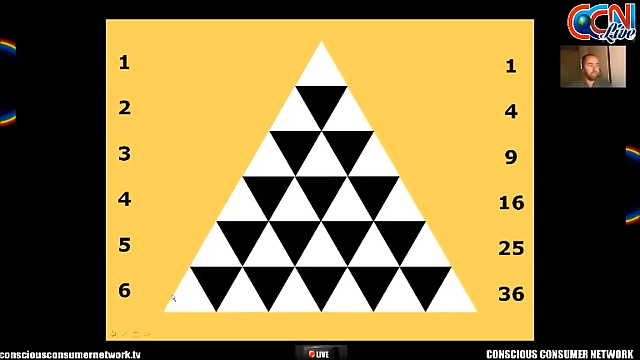 CCN
Live
1 1
2 4
3 9
4 16
5 25
6 36
consciousconsumernetwork.tv
LIVE
CONSCIOUS CONSUMER NETWORK